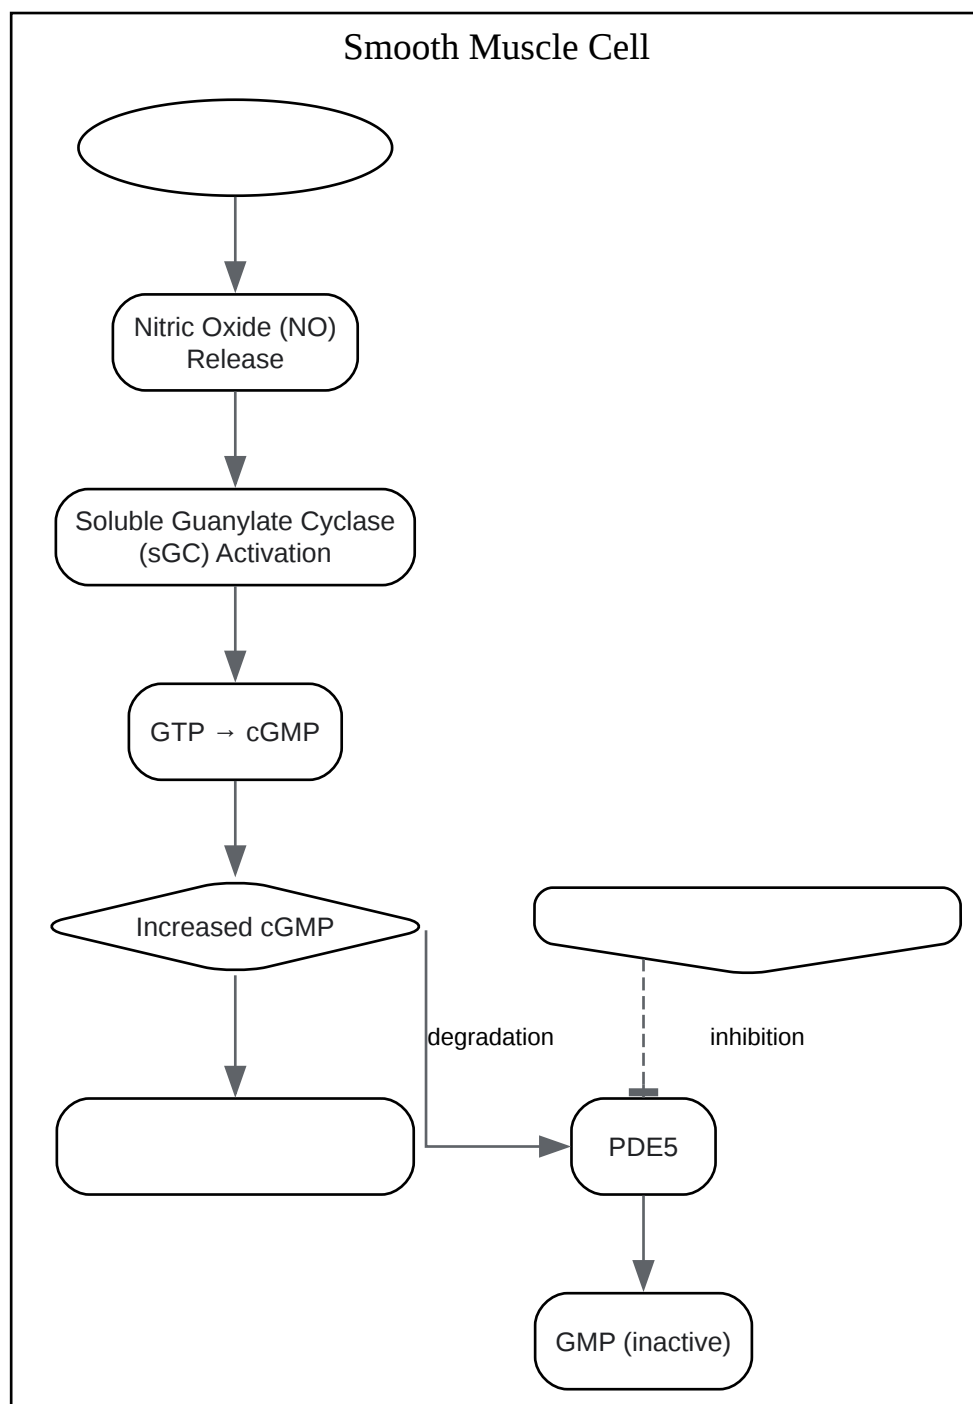 Smooth Muscle Cell
Nitric Oxide (NO)
Release
Soluble Guanylate Cyclase
(sGC) Activation
GTP → cGMP
Increased cGMP
degradation
inhibition
PDE5
GMP (inactive)